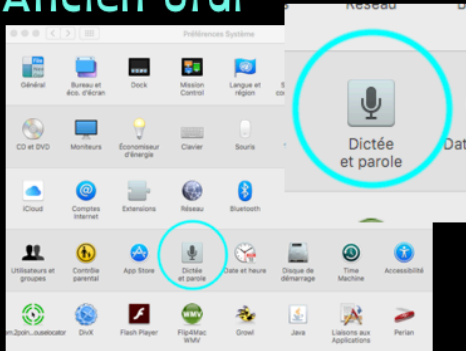 Ancien ordi
Préférences Système
Général
Bureau et
éco. d'écran
Dock
Mission
Control
Langue et
région
CD et DVD
Moniteurs
Économiseur
d'énergie
Clavier
Souris
iCloud
Comptes
Internet
Extensions
Réseau
Bluetooth
Utilisateurs et
groupes
Contrôle
parental
App Store
Dictée
et parole
Date et heure
Disque de
démarrage
Time
Machine
Accessibilité
DivX
Flash Player
WMV
Flip4Mac
WMV
Growl
Java
Liaisons aux
Applications
Perian
Réseau
Dictée
et parole
Dat